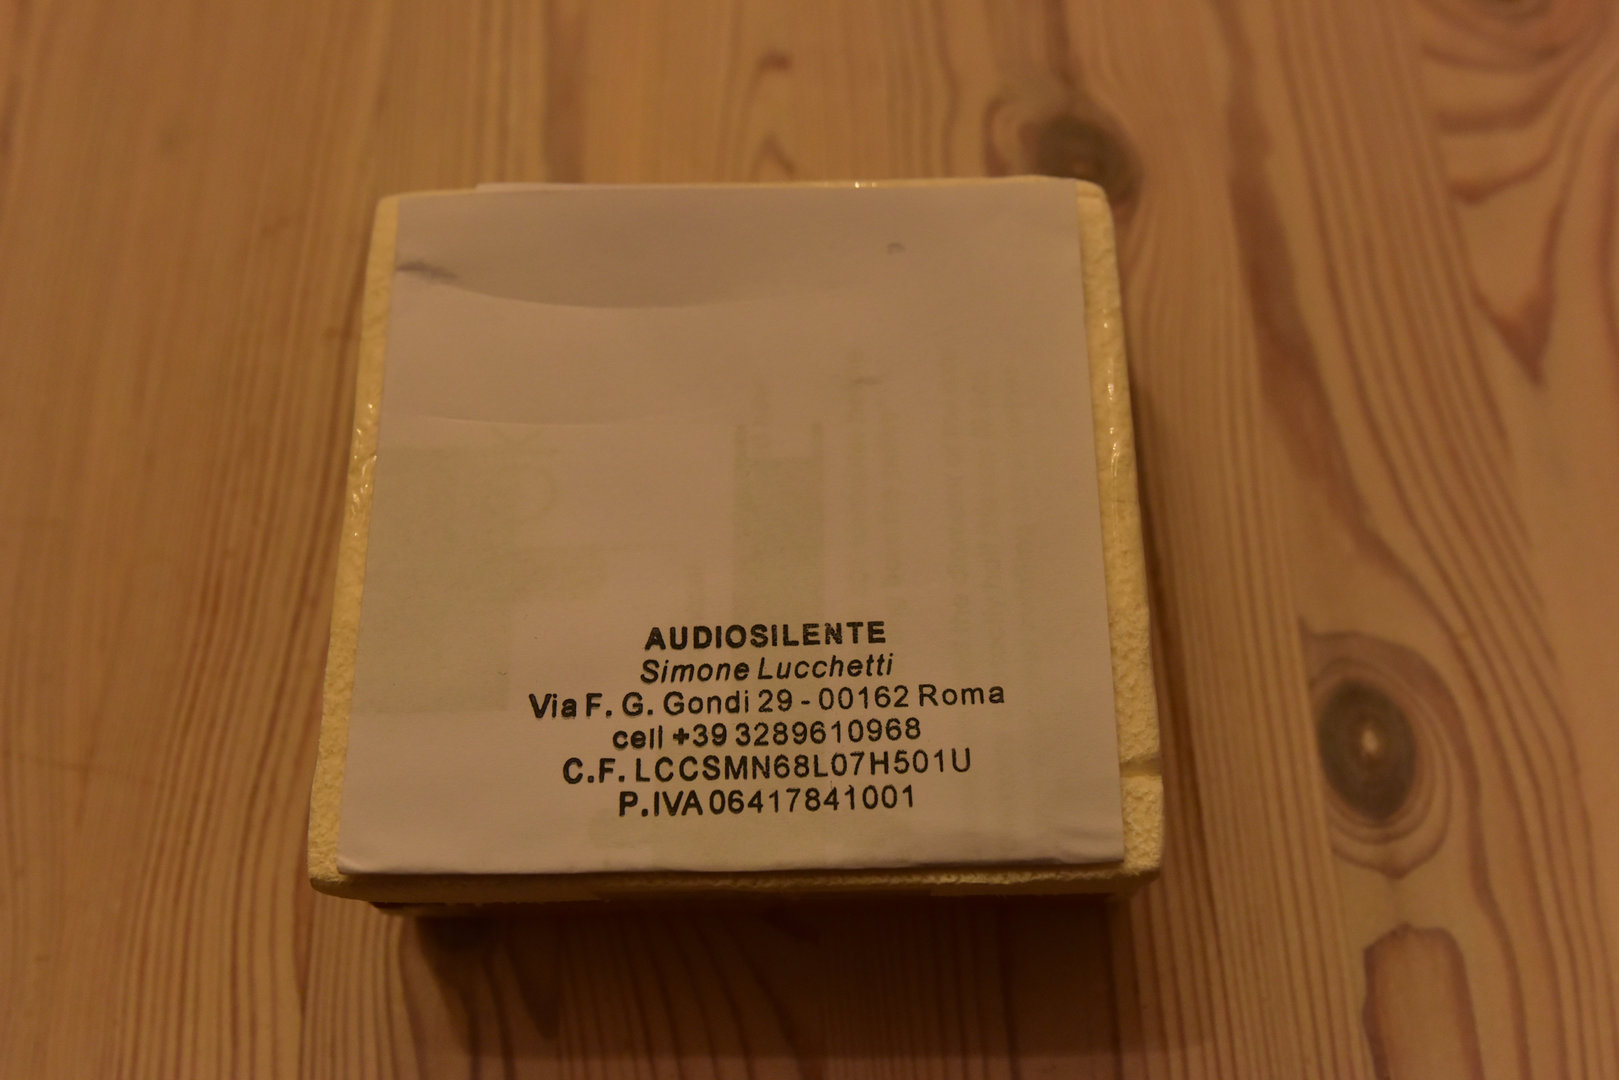 AUDIOSILENTE
Simone Lucchetti
Via F. G. Gondi 29 - 00162 Roma
cell +39 3289610968
C.F. LCCSMN68L07H501U
P.IVA 06417841001